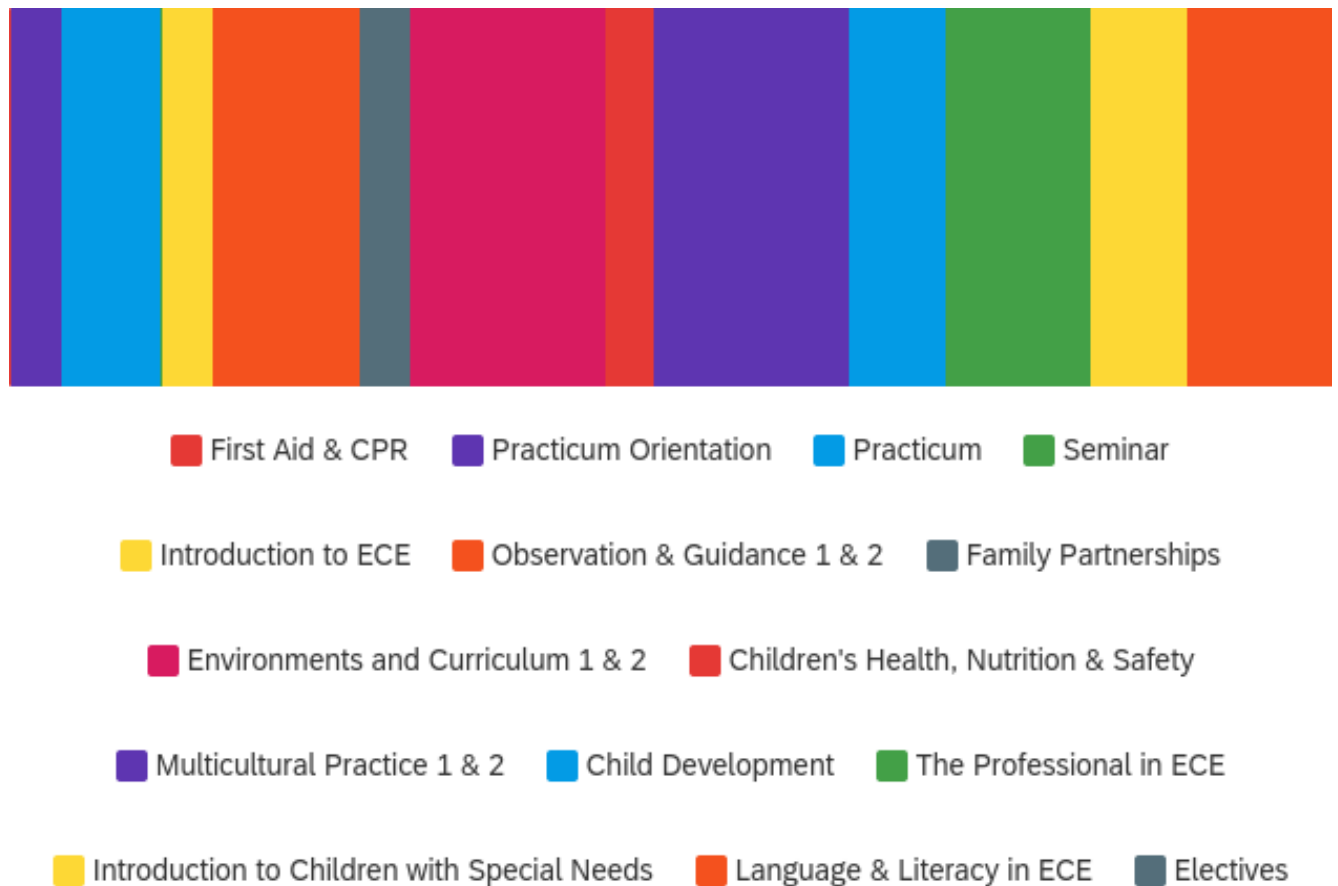 First Aid & CPR Practicum Orientation Practicum Seminar
Introduction to ECE Observation & Guidance 1 & 2 Family Partnerships
Environments and Curriculum 1 & 2 Children's Health, Nutrition & Safety
Multicultural Practice 1 & 2 Child Development The Professional in ECE
Introduction to Children with Special Needs Language & Literacy in ECE Electives